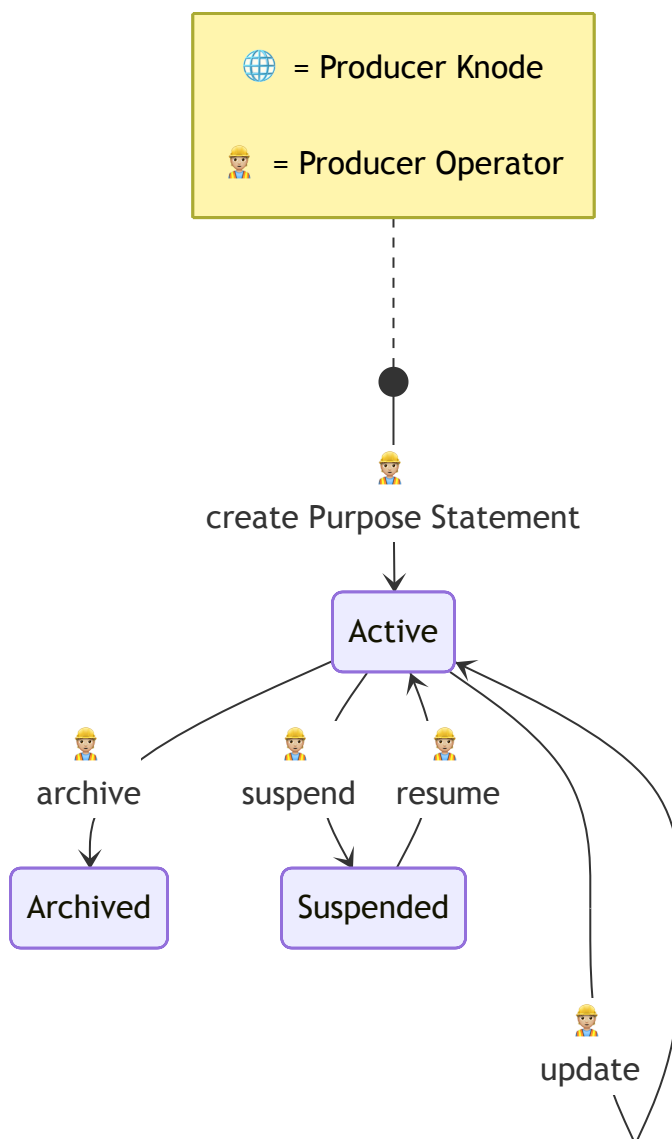 🌐 = Producer Knode
👷🏼 = Producer Operator
👷🏼
create Purpose Statement
Active
👷🏼 👷🏼 👷🏼
archive suspend resume
Archived Suspended
👷🏼
update